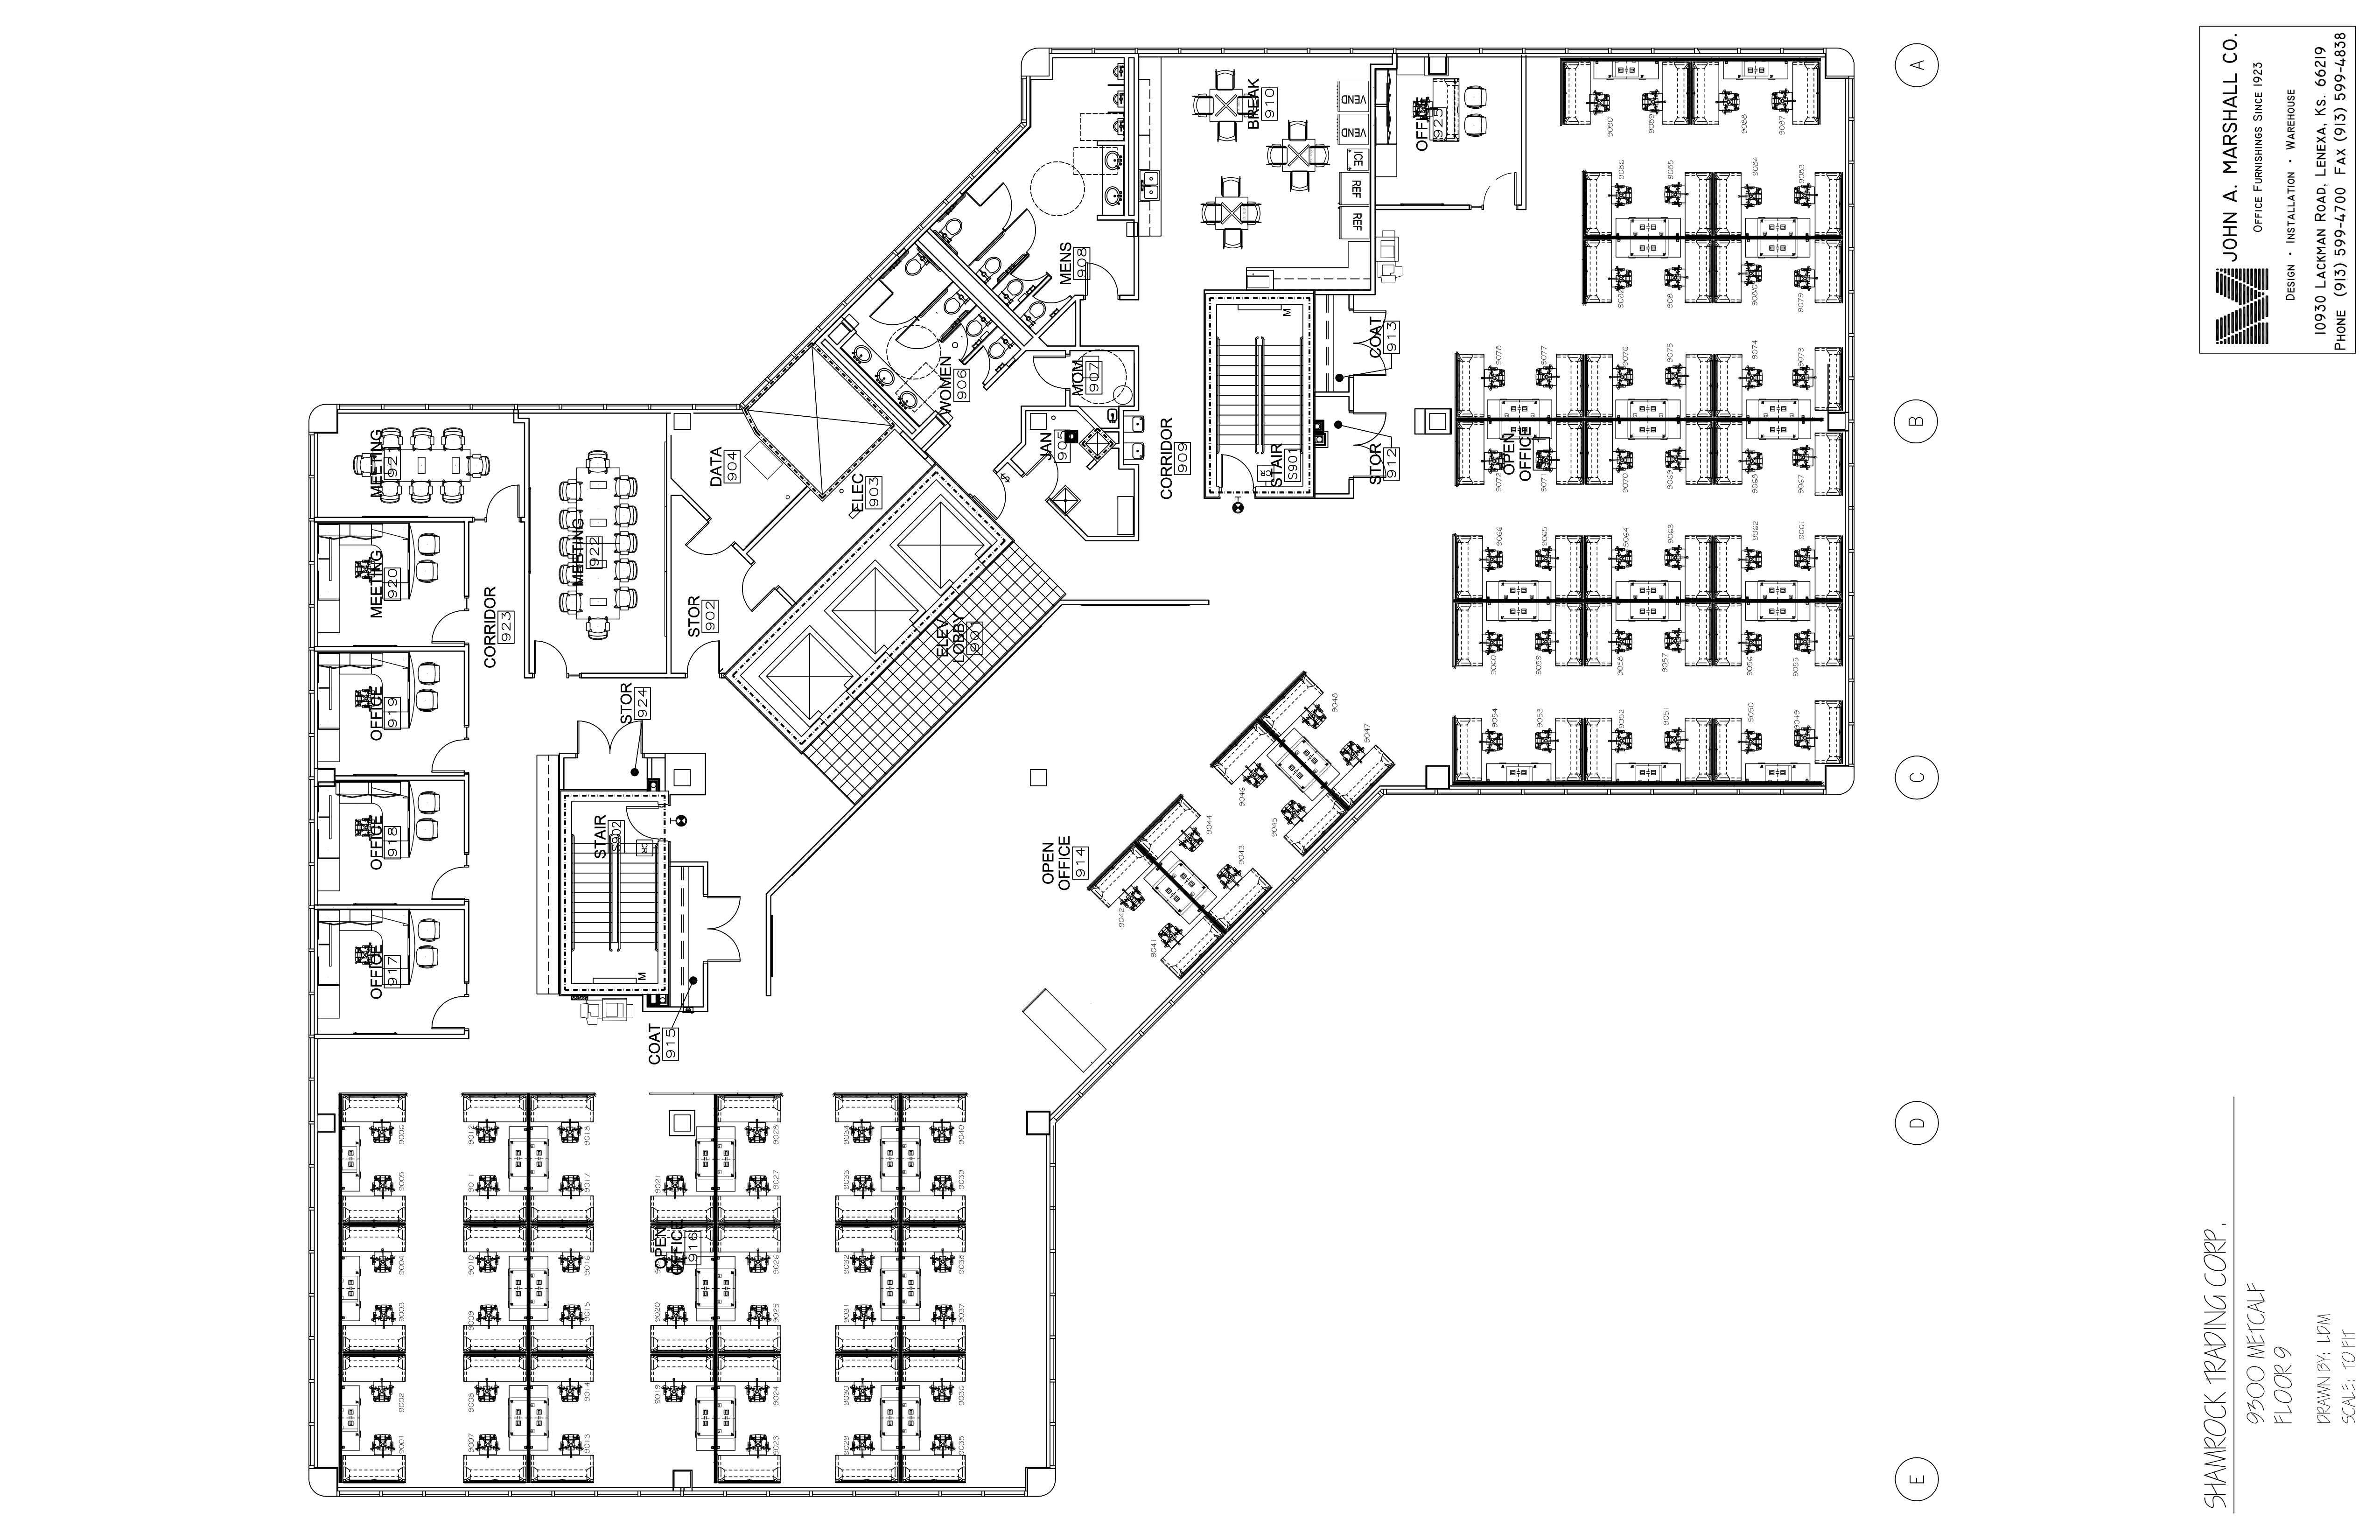 JOHN A. MARSHALL CO.
OFFICE FURNISHINGS SINCE 1923
DESIGN • INSTALLATION • WAREHOUSE
10930 LACKMAN ROAD, LENEXA, KS. 66219
PHONE (913) 599-4700 FAX (913) 599-4838
SHAMROCK TRADING CORP.
9300 METCALF
FLOOR 9
DRAWN BY: LDM
SCALE: TO FIT
A
B
C
D
E
MEETING
MEETING
920
OFFICE
919
OFFICE
918
OFFICE
917
CORRIDOR
923
MEETING
922
DATA
904
ELEC
903
STOR
902
STOR
924
STAIR
S902
CR
M
COAT
915
ELEV
LOBBY
901
WOMEN
906
MENS
908
MOM
907
JAN
905
CORRIDOR
909
BREAK
910
VEND
VEND
ICE
REF
REF
OFFICE
925
COAT
913
STOR
912
STAIR
S901
CR
M
OPEN
OFFICE
OPEN
OFFICE
914
OPEN
OFFICE
916
9090
9089
9088
9087
9086
9085
9084
9083
9081
9080
9079
9078
9077
9076
9075
9074
9073
9071
9070
9069
9068
9067
9066
9065
9064
9063
9062
9061
9060
9059
9058
9057
9056
9055
9054
9053
9052
9051
9050
9049
9048
9047
9046
9045
9044
9043
9042
9041
9006
9005
9004
9003
9002
9001
9012
9011
9010
9009
9008
9007
9018
9017
9016
9015
9014
9013
9021
9020
9019
9028
9027
9026
9025
9024
9023
9034
9033
9032
9031
9030
9029
9040
9039
9038
9037
9036
9035